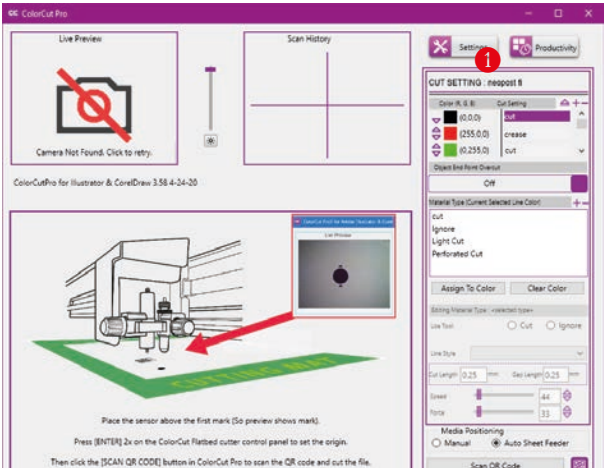 ColorCut Pro
Live Preview
Scan History
Settings
Productivity
1
Camera Not Found. Click to retry.
ColorCutPro for Illustrator & CorelDraw 3.56 4-24-20
CUT SETTING : neopost fi
Color (R, G, B) Cut Setting
(0,0,0) cut
(255,0,0) crease
(0,255,0) cut
Object End Point Overcut
Off
Material Type (Current Selected Line Color)
cut
Ignore
Light Cut
Perforated Cut
Assign To Color
Clear Color
Editing Material Type : <selected type>
Use Tool Cut Ignore
Line Style
Cut Length 0.25 mm Gap Length 0.25 mm
Speed 44
Force 33
Media Positioning
Manual Auto Sheet Feeder
Scan QR Code
Live Preview
CUTTING MAT
Place the sensor above the first mark (So preview shows mark).
Press [ENTER] 2x on the ColorCut Flatbed cutter control panel to set the origin.
Then click the [SCAN QR CODE] button in ColorCut Pro to scan the QR code and cut the file.